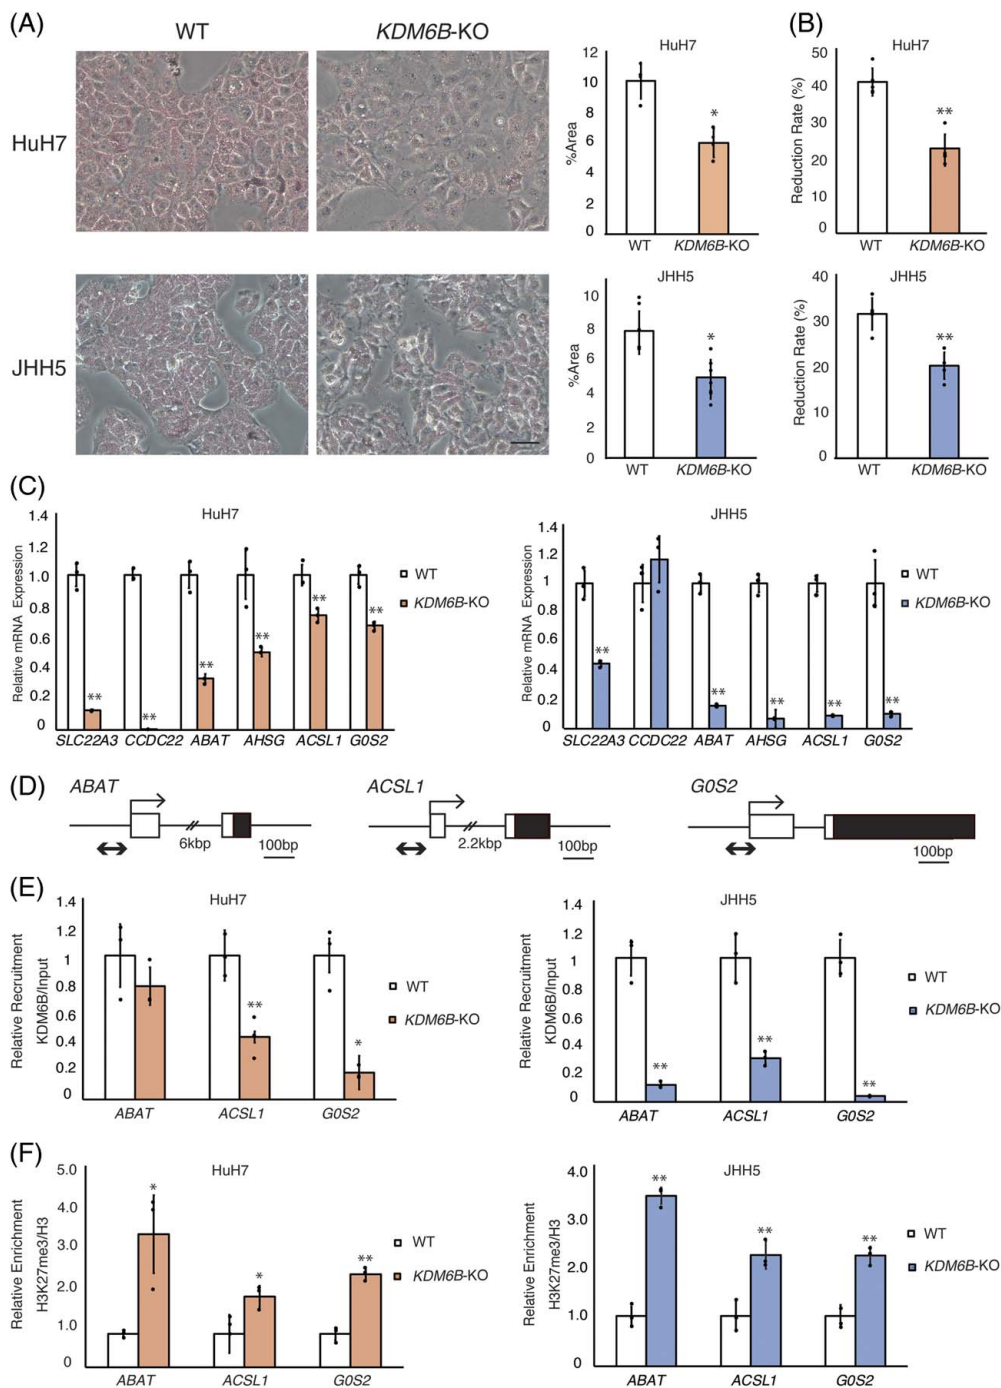 (A)
WT
KDM6B-KO
HuH7
HuH7
12
10
8
6
4
2
0
%Area
*
WT
KDM6B-KO
(B)
HuH7
50
40
30
20
10
0
Reduction Rate (%)
**
WT
KDM6B-KO
JHH5
JHH5
10
8
6
4
2
0
%Area
*
WT
KDM6B-KO
JHH5
40
30
20
10
0
Reduction Rate (%)
**
WT
KDM6B-KO
(C)
HuH7
1.4
1.2
1.0
0.8
0.6
0.4
0.2
0
Relative mRNA Expression
** ** ** ** ** **
SLC22A3 CCDC22 ABAT AHSG ACSL1 G0S2
WT
KDM6B-KO
JHH5
1.4
1.2
1.0
0.8
0.6
0.4
0.2
0
Relative mRNA Expression
** ** ** ** **
SLC22A3 CCDC22 ABAT AHSG ACSL1 G0S2
WT
KDM6B-KO
(D)
ABAT
6kbp
100bp
ACSL1
2.2kbp
100bp
G0S2
100bp
(E)
HuH7
1.4
1.2
1
0.8
0.6
0.4
0.2
0
Relative Recruitment
KDM6B/Input
** *
ABAT ACSL1 G0S2
WT
KDM6B-KO
JHH5
1.4
1.2
1.0
0.8
0.6
0.4
0.2
0
Relative Recruitment
KDM6B/Input
** ** **
ABAT ACSL1 G0S2
WT
KDM6B-KO
(F)
HuH7
5.0
4.0
3.0
2.0
1.0
0
Relative Enrichment
H3K27me3/H3
* * **
ABAT ACSL1 G0S2
WT
KDM6B-KO
JHH5
4.0
3.0
2.0
1.0
0
Relative Enrichment
H3K27me3/H3
** ** **
ABAT ACSL1 G0S2
WT
KDM6B-KO